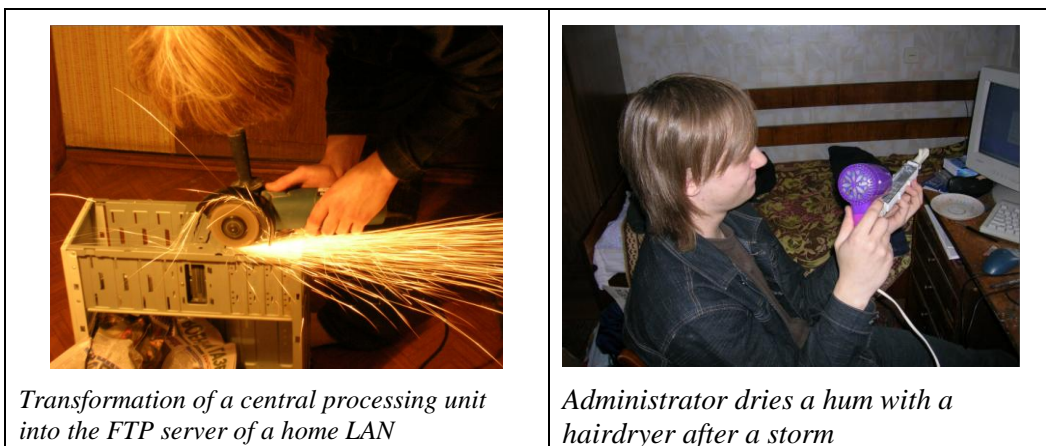 Transformation of a central processing unit
into the FTP server of a home LAN
Administrator dries a hum with a
hairdryer after a storm